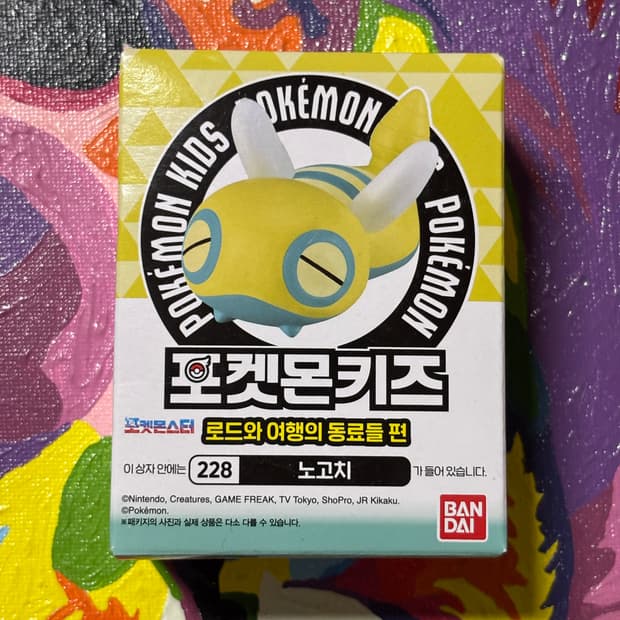 POKÉMON KIDS POKÉMON POKÉMON
포켓몬키즈
포켓몬스터 로드와 여행의 동료들 편
이 상자 안에는 228 노고치 가 들어 있습니다.
©Nintendo, Creatures, GAME FREAK, TV Tokyo, ShoPro, JR Kikaku.
©Pokémon.
※패키지의 사진과 실제 상품은 다소 다를 수 있습니다.
BAN
DAI